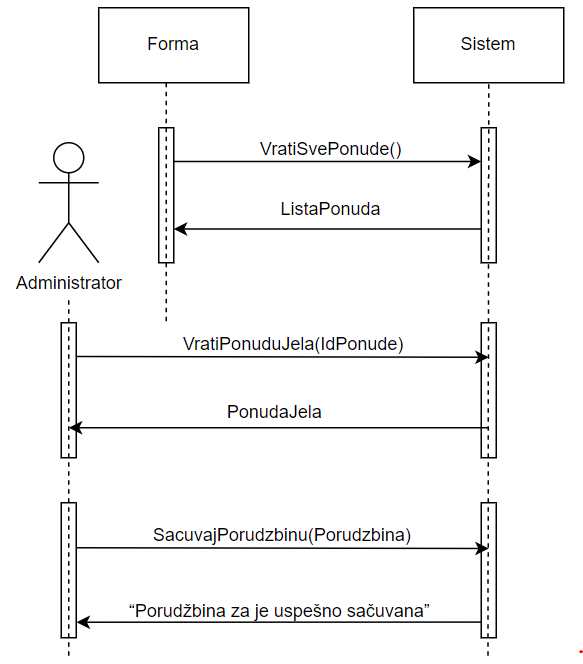 Forma
Sistem
VratiSvePonude()
ListaPonuda
Administrator
VratiPonuduJela(IdPonude)
PonudaJela
SacuvajPorudzbinu(Porudzbina)
“Porudžbina za je uspešno sačuvana”